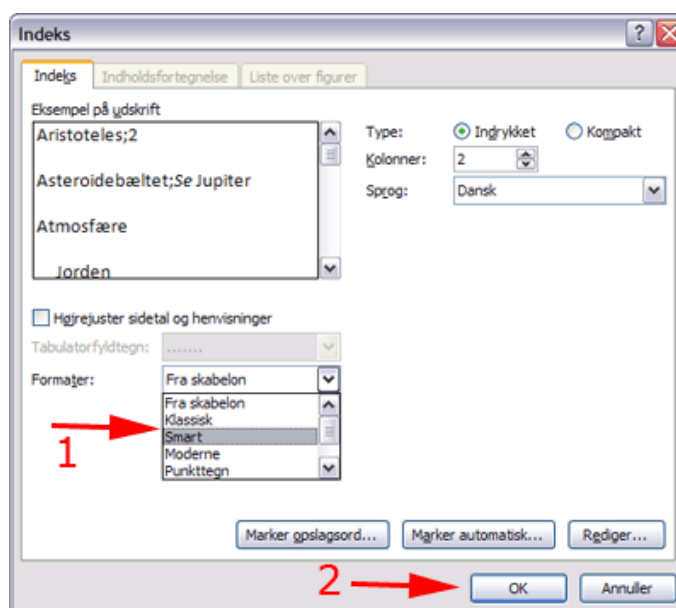 Indeks
Indeks Indholdsfortegnelse Liste over figurer
Eksempel på udskrift
Aristoteles;2
Asteroidebæltet;Se Jupiter
Atmosfære
Jorden
Type: Indrykket Kompakt
Kolonner: 2
Sprog: Dansk
Højrejuster sidetal og henvisninger
Tabulatorfyldtegn: .......
Formater: Fra skabelon
Fra skabelon
Klassisk
Smart
Moderne
Punkttegn
1
Marker opslagsord... Marker automatisk... Rediger...
2
OK Annuller